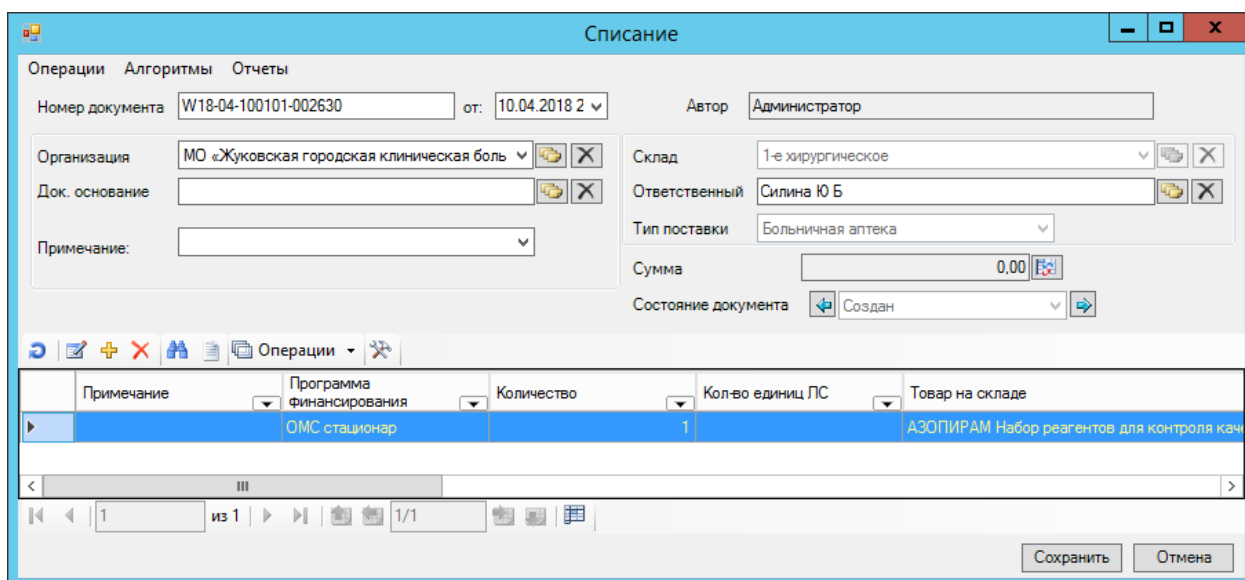 Списание
Операции Алгоритмы Отчеты
Номер документа W18-04-100101-002630 от: 10.04.2018 2 Автор Администратор
Организация МО «Жуковская городская клиническая боль Склад 1-е хирургическое
Док. основание Ответственный Силина Ю Б
Тип поставки Больничная аптека
Примечание:
Сумма 0,00
Состояние документа Создан
Операции
Примечание Программа финансирования Количество Кол-во единиц ЛС Товар на складе
ОМС стационар 1 АЗОПИРАМ Набор реагентов для контроля каче
1 из 1 1/1
Сохранить Отмена